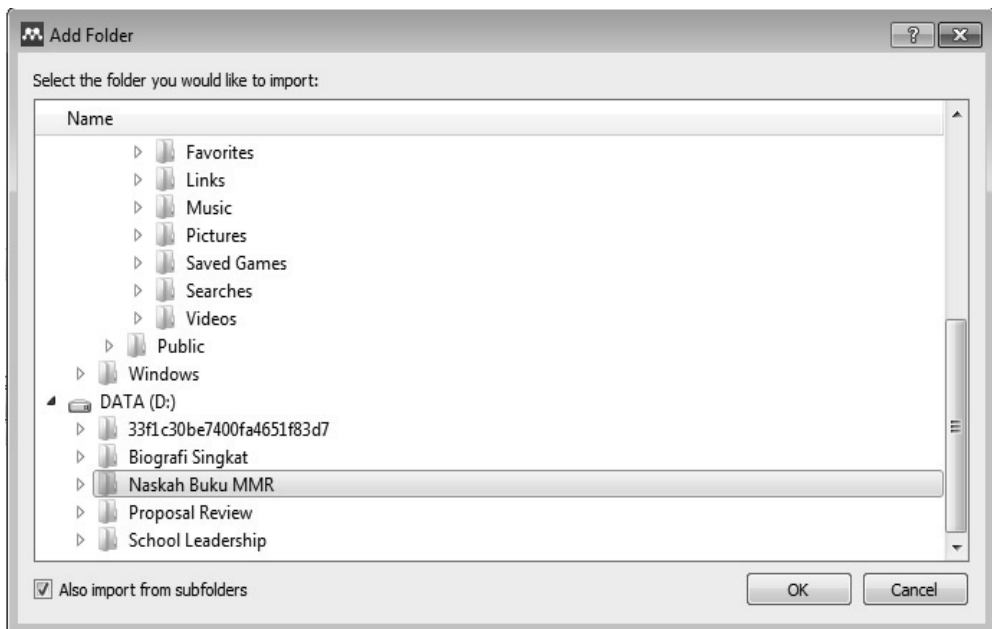 Add Folder
Select the folder you would like to import:
Name
Favorites
Links
Music
Pictures
Saved Games
Searches
Videos
Public
Windows
DATA (D:)
33f1c30be7400fa4651f83d7
Biografi Singkat
Naskah Buku MMR
Proposal Review
School Leadership
Also import from subfolders
OK Cancel